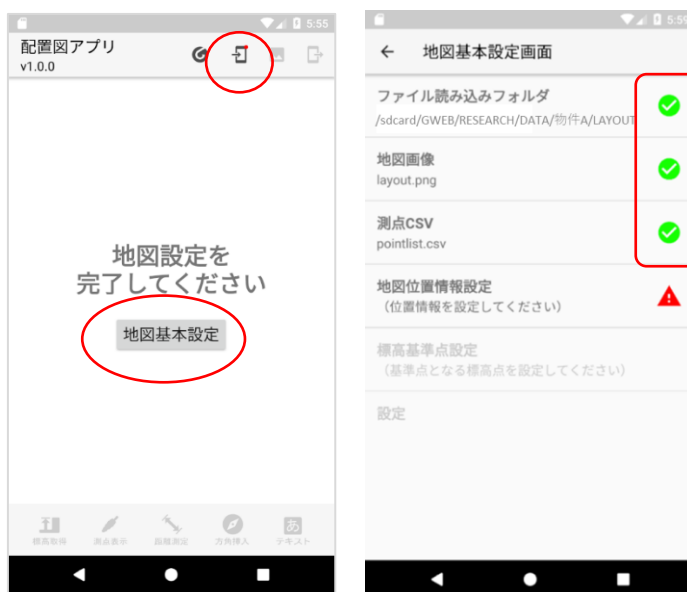 5:55
配置図アプリ
v1.0.0
地図設定を
完了してください
地図基本設定
標高取得 測点表示 距離測定 方角挿入 テキスト
あ
5:59
地図基本設定画面
ファイル読み込みフォルダ
/sdcard/GWEB/RESEARCH/DATA/物件A/LAYOUT
地図画像
layout.png
測点CSV
pointlist.csv
地図位置情報設定
（位置情報を設定してください）
標高基準点設定
（基準点となる標高点を設定してください）
設定